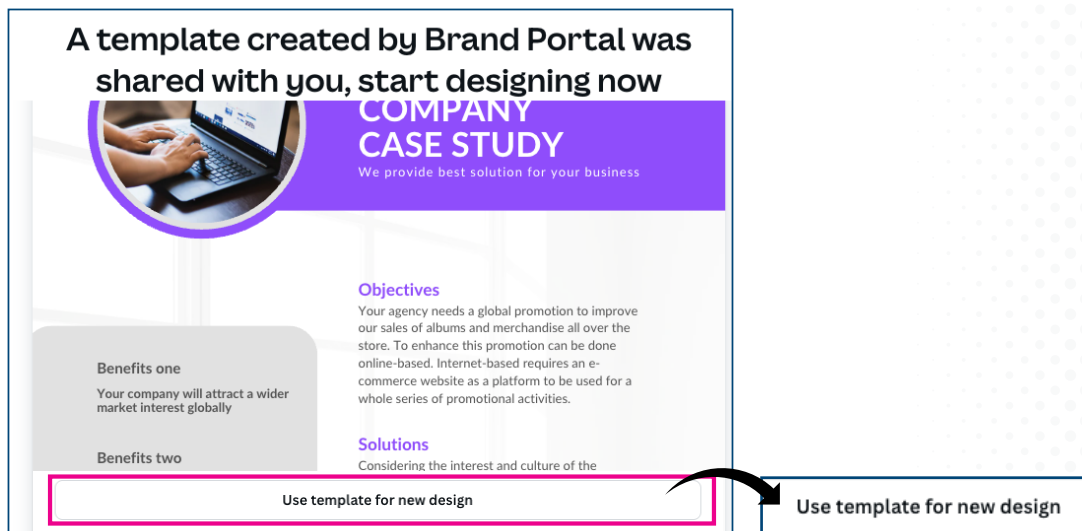 A template created by Brand Portal was
shared with you, start designing now
COMPANY
CASE STUDY
We provide best solution for your business
Objectives
Your agency needs a global promotion to improve
our sales of albums and merchandise all over the
store. To enhance this promotion can be done
online-based. Internet-based requires an e-
commerce website as a platform to be used for a
whole series of promotional activities.
Benefits one
Your company will attract a wider
market interest globally
Solutions
Considering the interest and culture of the
Benefits two
Use template for new design
Use template for new design